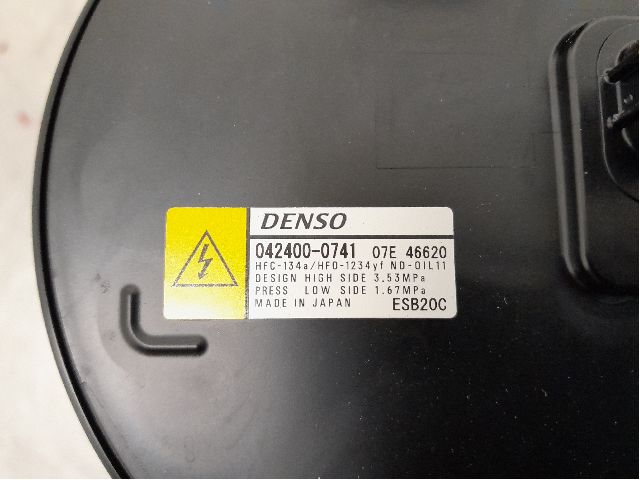 DENSO
042400-0741 07E 46620
HFC-134a/HFO-1234yf ND-OIL11
DESIGN HIGH SIDE 3.53MPa
PRESS LOW SIDE 1.67MPa
MADE IN JAPAN ESB20C